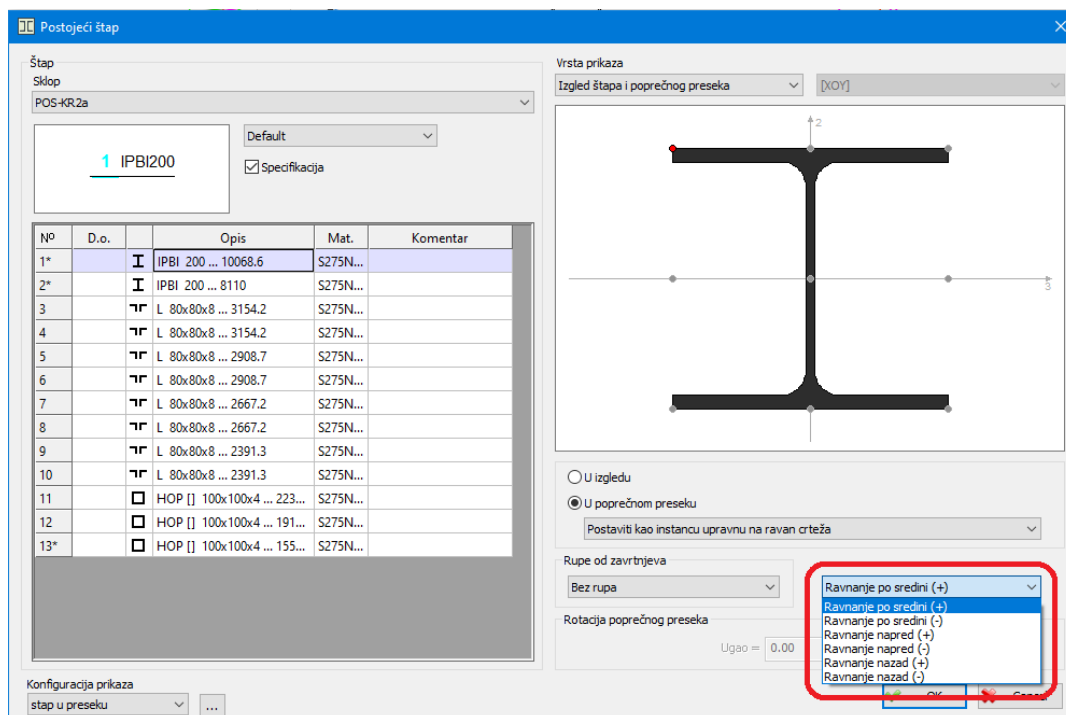 Postojeći štap
Štap
Sklop
POS-KR2a
1 IPBI200
Default
Specifikacija
Nº D.o. Opis Mat. Komentar
1* IPBI 200 ... 10068.6 S275N...
2* IPBI 200 ... 8110 S275N...
3 L 80x80x8 ... 3154.2 S275N...
4 L 80x80x8 ... 3154.2 S275N...
5 L 80x80x8 ... 2908.7 S275N...
6 L 80x80x8 ... 2908.7 S275N...
7 L 80x80x8 ... 2667.2 S275N...
8 L 80x80x8 ... 2667.2 S275N...
9 L 80x80x8 ... 2391.3 S275N...
10 L 80x80x8 ... 2391.3 S275N...
11 HOP [] 100x100x4 ... 223... S275N...
12 HOP [] 100x100x4 ... 191... S275N...
13* HOP [] 100x100x4 ... 155... S275N...
Konfiguracija prikaza
stap u preseku ...
Vrsta prikaza
Izgled štapa i poprečnog preseka [XOY]
2
3
U izgledu
U poprečnom preseku
Postaviti kao instancu upravnu na ravan crteža
Rupe od zavrtnjeva
Bez rupa
Rotacija poprečnog preseka
Ugao = 0.00
Ravnanje po sredini (+)
Ravnanje po sredini (+)
Ravnanje po sredini (-)
Ravnanje napred (+)
Ravnanje napred (-)
Ravnanje nazad (+)
Ravnanje nazad (-)